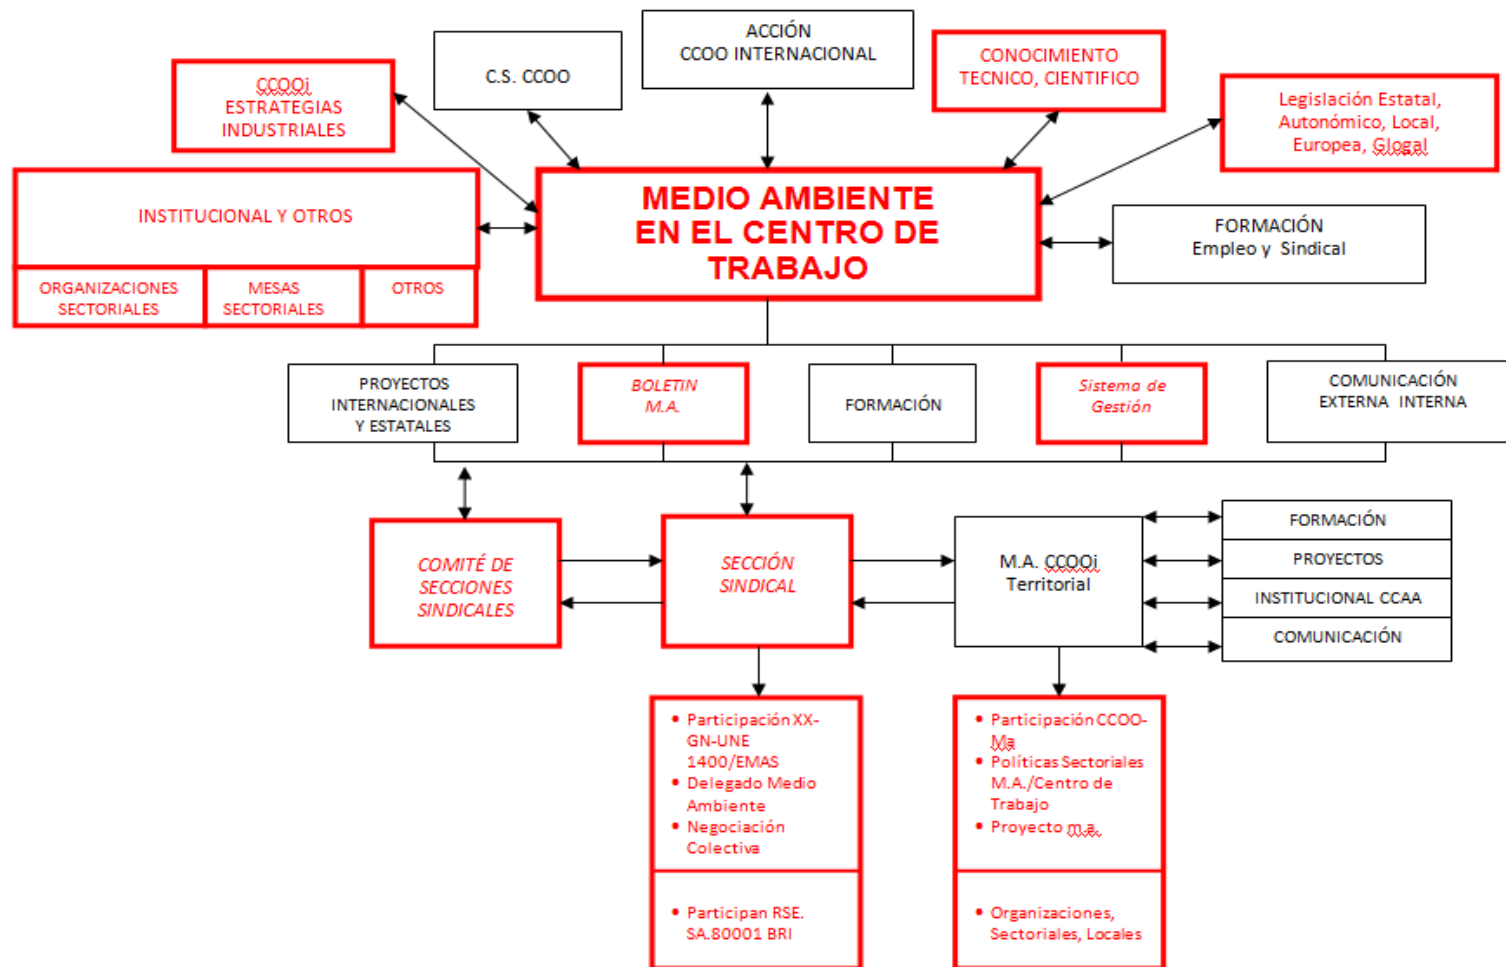 ACCIÓN
CCOO INTERNACIONAL
C.S. CCOO
CONOCIMIENTO
TECNICO, CIENTIFICO
CCOOi
ESTRATEGIAS
INDUSTRIALES
Legislación Estatal,
Autonómico, Local,
Europea, Glogal
INSTITUCIONAL Y OTROS
ORGANIZACIONES
SECTORIALES
MESAS
SECTORIALES
OTROS
MEDIO AMBIENTE
EN EL CENTRO DE
TRABAJO
FORMACIÓN
Empleo y Sindical
PROYECTOS
INTERNACIONALES
Y ESTATALES
BOLETIN
M.A.
FORMACIÓN
Sistema de
Gestión
COMUNICACIÓN
EXTERNA INTERNA
COMITÉ DE
SECCIONES
SINDICALES
SECCIÓN
SINDICAL
M.A. CCOOi
Territorial
FORMACIÓN
PROYECTOS
INSTITUCIONAL CCAA
COMUNICACIÓN
• Participación XX-
GN-UNE
1400/EMAS
• Delegado Medio
Ambiente
• Negociación
Colectiva
• Participan RSE.
SA.80001 BRI
• Participación CCOO-
Ma
• Políticas Sectoriales
M.A./Centro de
Trabajo
• Proyecto m.a.
• Organizaciones,
Sectoriales, Locales